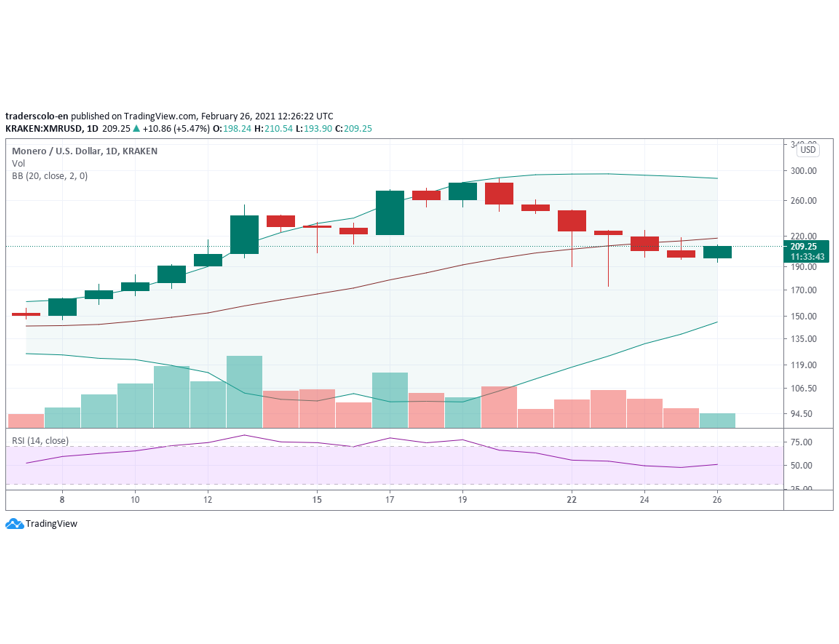 traderscolo-en published on TradingView.com, February 26, 2021 12:26:22 UTC
KRAKEN:XMRUSD, 1D 209.25 ▲ +10.86 (+5.47%) O:198.24 H:210.54 L:193.90 C:209.25
Monero / U.S. Dollar, 1D, KRAKEN
Vol
BB (20, close, 2, 0)
USD
300.00
260.00
220.00
209.25
11:33:43
190.00
170.00
150.00
135.00
119.00
106.50
94.50
RSI (14, close)
75.00
50.00
25.00
8 10 12 15 17 19 22 24 26
TradingView